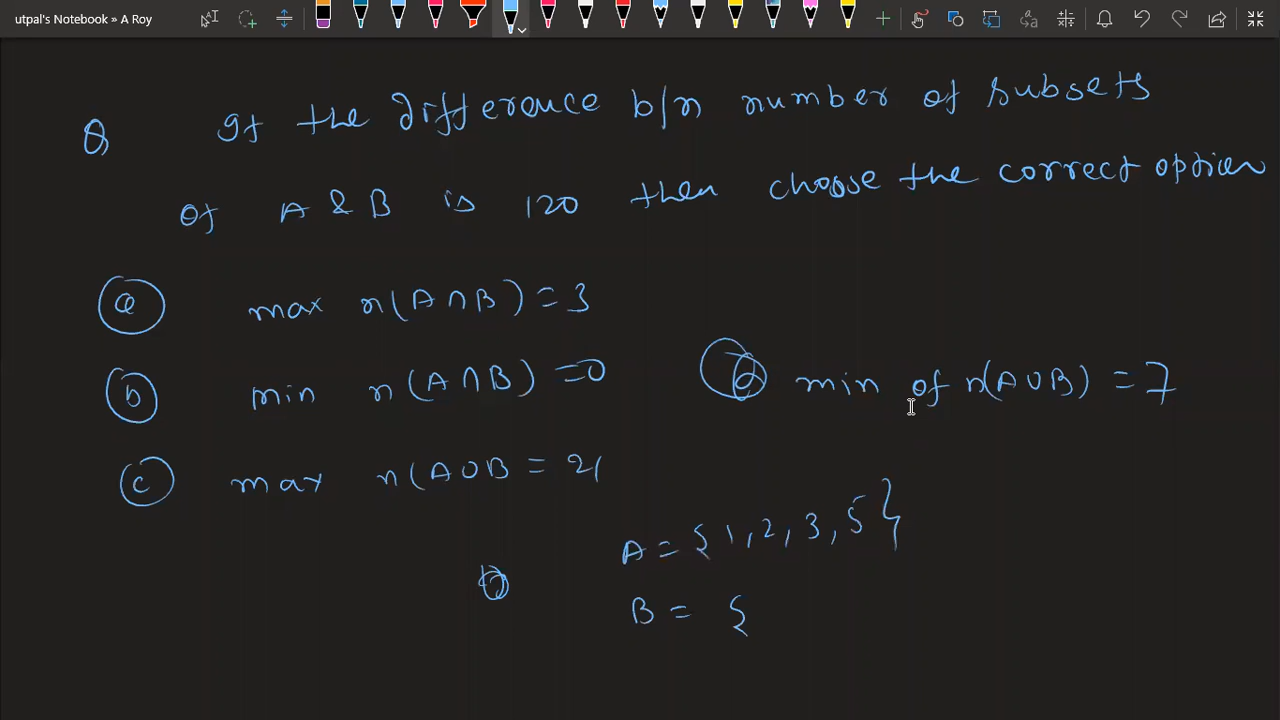 utpal's Notebook » A Roy
Q If the difference b/n number of subsets
of A & B is 120 then choose the correct option
(a) max n(A∩B) = 3
(b) min n(A∩B) = 0
(d) min of n(A∪B) = 7
(c) max n(A∪B = 21
A = {1, 2, 3, 5}
B = {